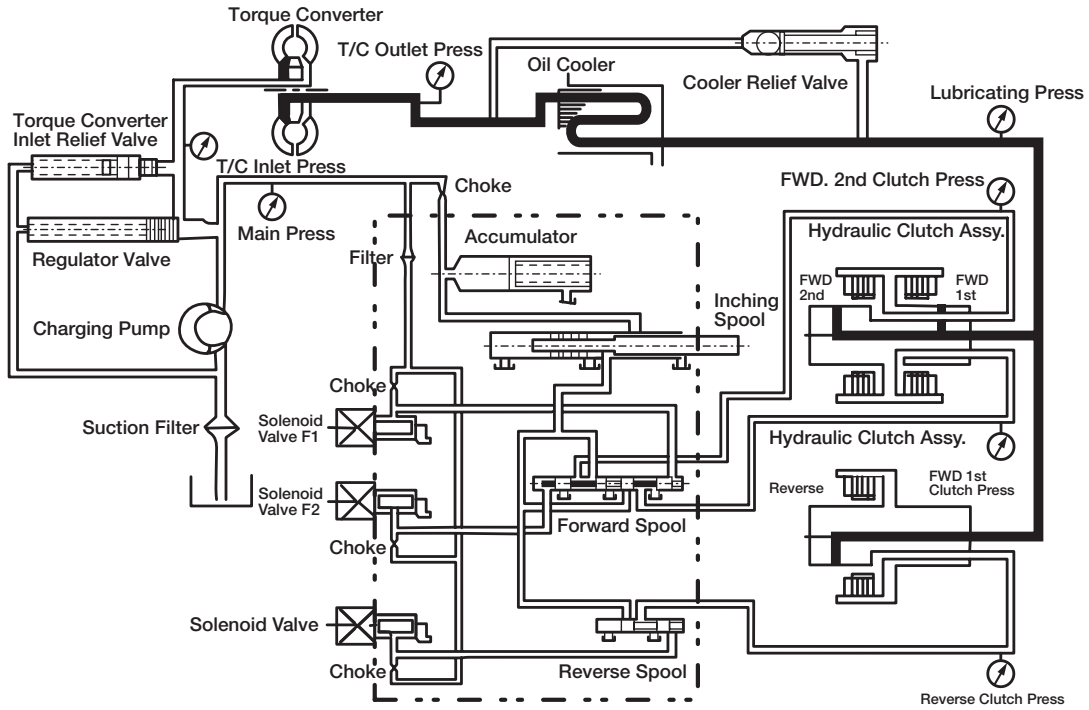 Torque Converter
T/C Outlet Press
Oil Cooler
Cooler Relief Valve
Lubricating Press
Torque Converter
Inlet Relief Valve
T/C Inlet Press
Choke
FWD. 2nd Clutch Press
Main Press
Hydraulic Clutch Assy.
Regulator Valve
Filter
Accumulator
FWD
2nd
FWD
1st
Inching
Spool
Charging Pump
Choke
Suction Filter
Solenoid
Valve F1
Hydraulic Clutch Assy.
Solenoid
Valve F2
Reverse
FWD 1st
Clutch Press
Forward Spool
Choke
Solenoid Valve
Choke
Reverse Spool
Reverse Clutch Press